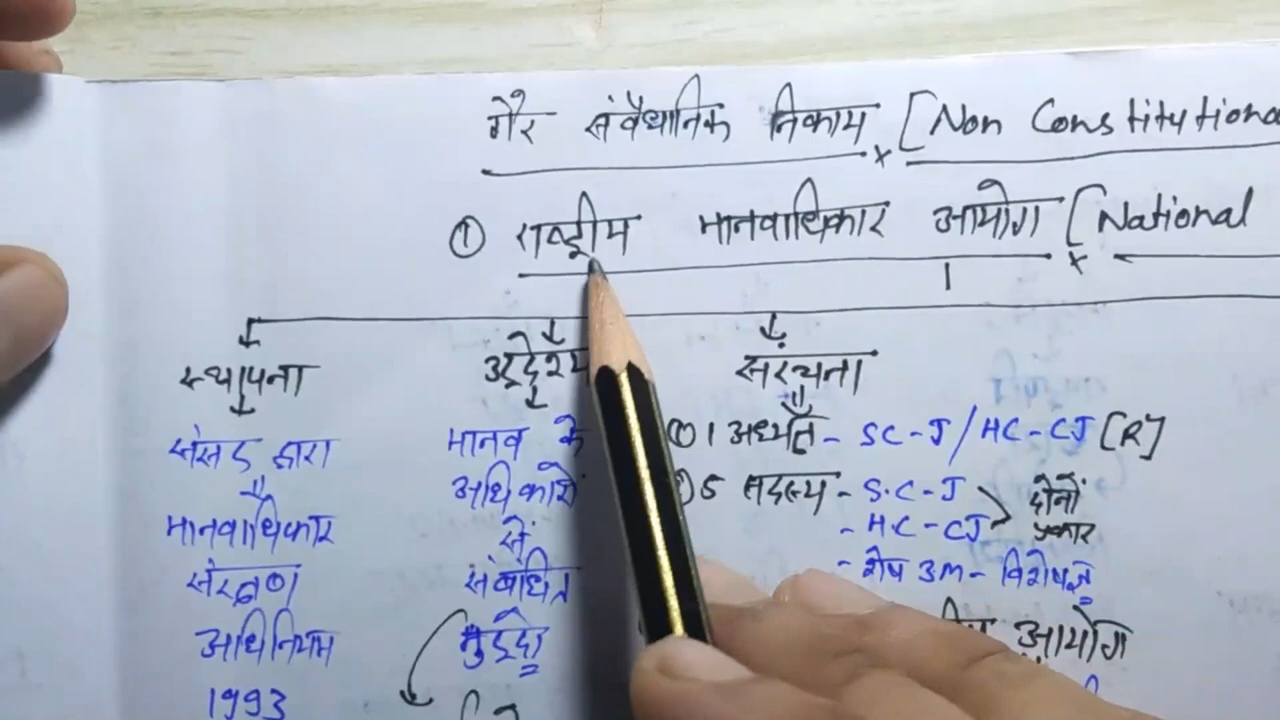 गैर संवैधानिक निकाय [Non Constitutiona
① राष्ट्रीय मानवाधिकार आयोग [National
स्थापना
संसद द्वारा
मानवाधिकार
संरक्षण
अधिनियम
1993
उद्देश्य
मानव के
अधिकारों
से
संबंधित
मुद्दे
संरचना
① 1 अध्यक्ष - SC-J / HC-CJ [R]
5 सदस्य - S.C-J
- HC-CJ > दोनों प्रकार
- शेष 3m - विशेषज्ञ
आयोग